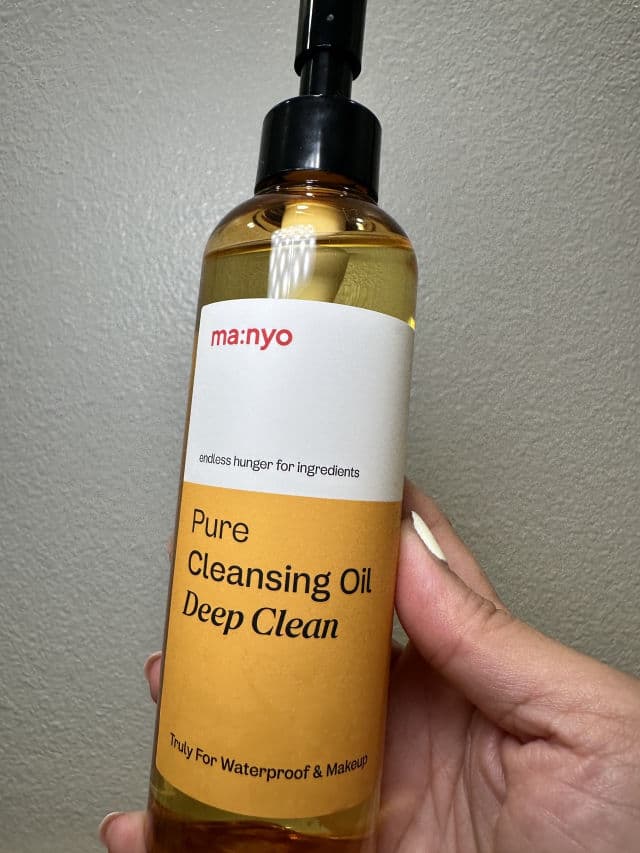 ma:nyo
endless hunger for ingredients
Pure
Cleansing Oil
Deep Clean
Truly For Waterproof & Makeup